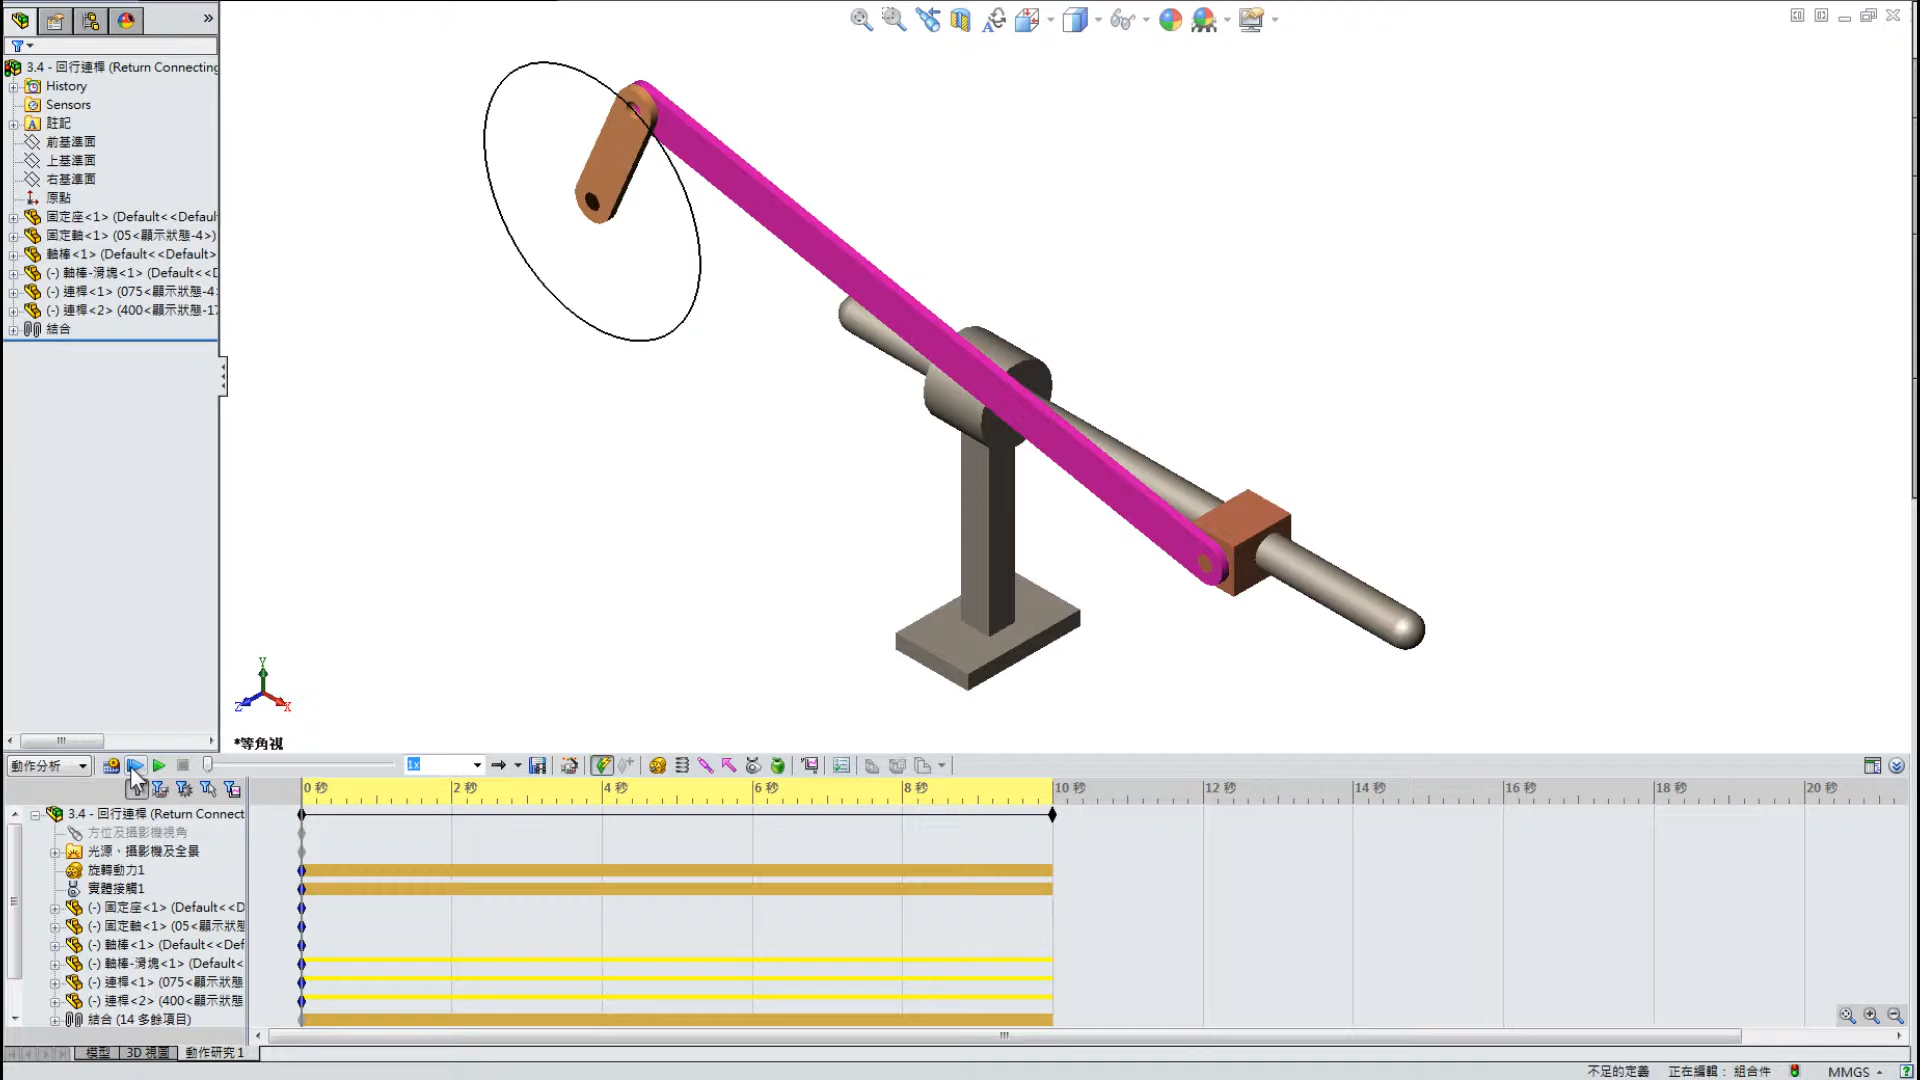 3.4 - 回行連桿 (Return Connecting
History
Sensors
註記
前基準面
上基準面
右基準面
原點
固定座<1> (Default<<Defaul
固定軸<1> (05<顯示狀態-4>)
軸棒<1> (Default<<Default>
(-) 軸棒-滑塊<1> (Default<<D
(-) 連桿<1> (075<顯示狀態-4
(-) 連桿<2> (400<顯示狀態-17
結合
Y
Z
X
*等角視
動作分析
1x
0 秒
2 秒
4 秒
6 秒
8 秒
10 秒
12 秒
14 秒
16 秒
18 秒
20 秒
3.4 - 回行連桿 (Return Connect
方位及攝影機視角
光源、攝影機及全景
旋轉動力1
實體接觸1
(-) 固定座<1> (Default<<D
(-) 固定軸<1> (05<顯示狀態
(-) 軸棒<1> (Default<<Def
(-) 軸棒-滑塊<1> (Default<
(-) 連桿<1> (075<顯示狀態
(-) 連桿<2> (400<顯示狀態
結合 (14 多餘項目)
模型
3D 視圖
動作研究 1
不足的定義
正在編輯： 組合件
MMGS